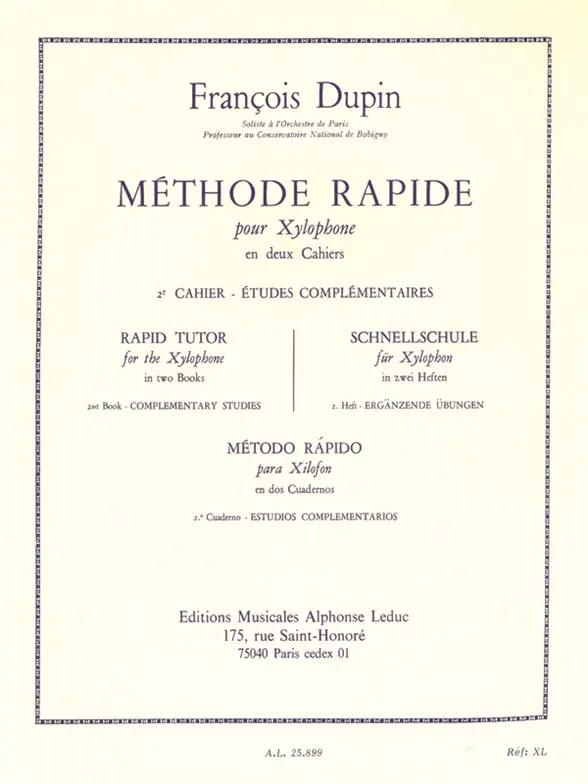 François Dupin
Soliste à l'Orchestre de Paris
Professeur au Conservatoire National de Bobigny
MÉTHODE RAPIDE
pour Xylophone
en deux Cahiers
2e CAHIER - ÉTUDES COMPLÉMENTAIRES
RAPID TUTOR
for the Xylophone
in two Books
2nd Book - COMPLEMENTARY STUDIES
SCHNELLSCHULE
für Xylophon
in zwei Heften
2. Heft - ERGÄNZENDE ÜBUNGEN
MÉTODO RÁPIDO
para Xilofon
en dos Cuadernos
2.º Cuaderno - ESTUDIOS COMPLEMENTARIOS
Editions Musicales Alphonse Leduc
175, rue Saint-Honoré
75040 Paris cedex 01
A.L. 25.899
Réf: XL